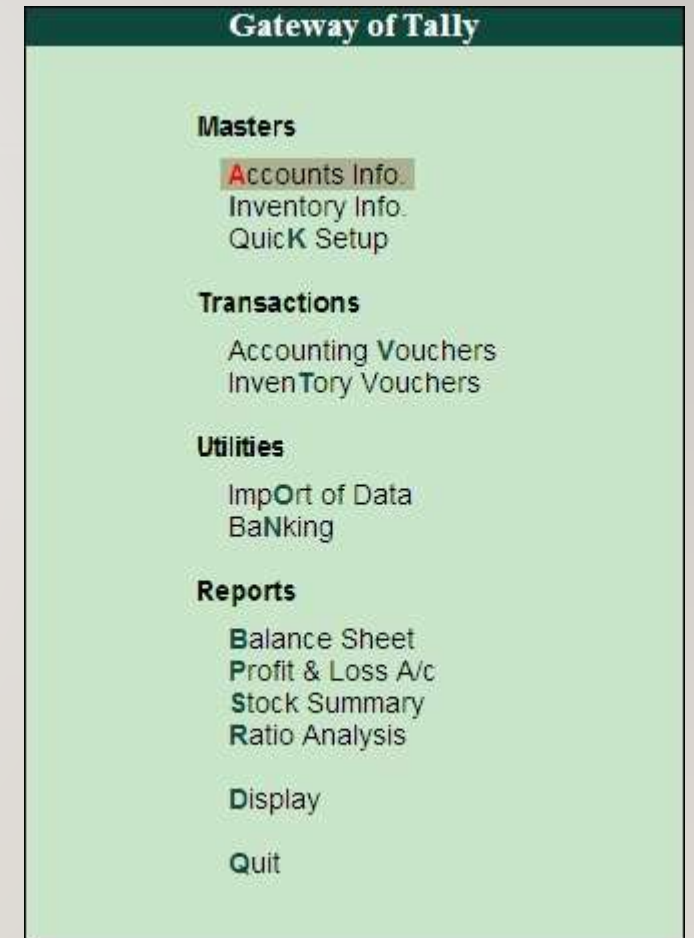 Gateway of Tally
Masters
Accounts Info.
Inventory Info.
QuicK Setup
Transactions
Accounting Vouchers
InvenTory Vouchers
Utilities
ImpOrt of Data
BaNking
Reports
Balance Sheet
Profit & Loss A/c
Stock Summary
Ratio Analysis
Display
Quit